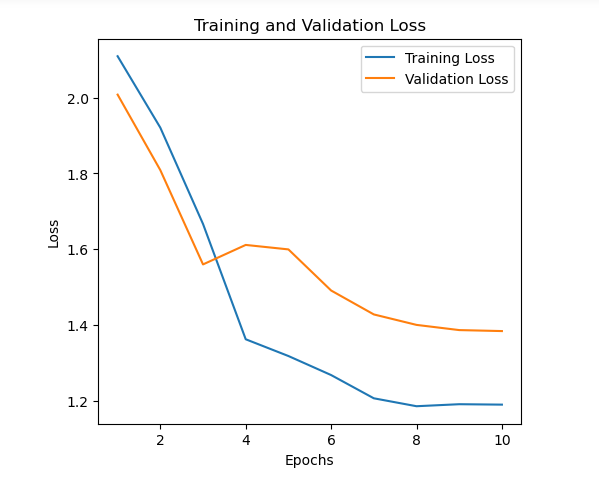 Training and Validation Loss
Training Loss
Validation Loss
2.0
1.8
1.6
1.4
1.2
Loss
2 4 6 8 10
Epochs